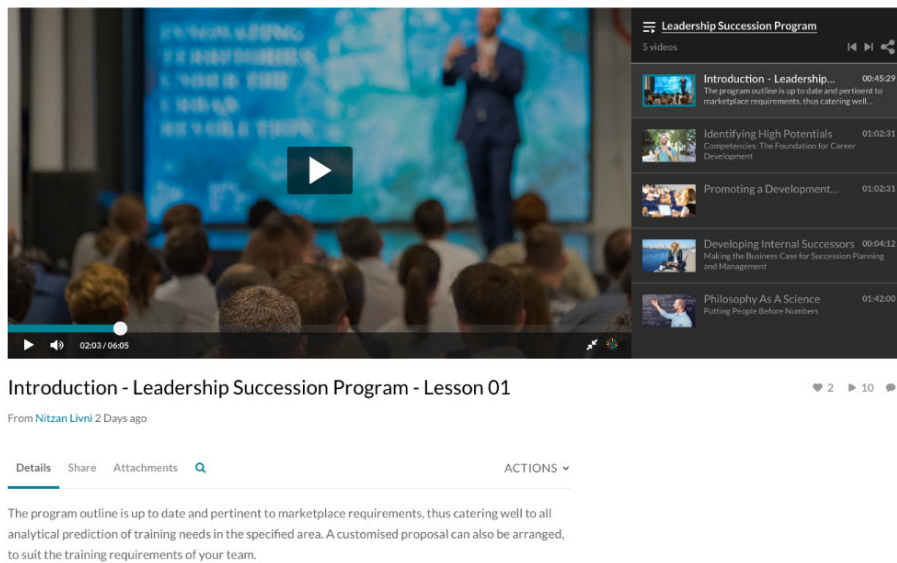 Leadership Succession Program
5 videos
Introduction - Leadership... 00:45:29
The program outline is up to date and pertinent to
marketplace requirements, thus catering well...
Identifying High Potentials 01:02:31
Competencies: The Foundation for Career
Development
Promoting a Development... 01:02:31
Developing Internal Successors 00:04:12
Making the Business Case for Succession Planning
and Management
Philosophy As A Science 01:42:00
Putting People Before Numbers
02:03 / 06:05
Introduction - Leadership Succession Program - Lesson 01
2 10
From Nitzan Livni 2 Days ago
Details Share Attachments ACTIONS
The program outline is up to date and pertinent to marketplace requirements, thus catering well to all
analytical prediction of training needs in the specified area. A customised proposal can also be arranged,
to suit the training requirements of your team.